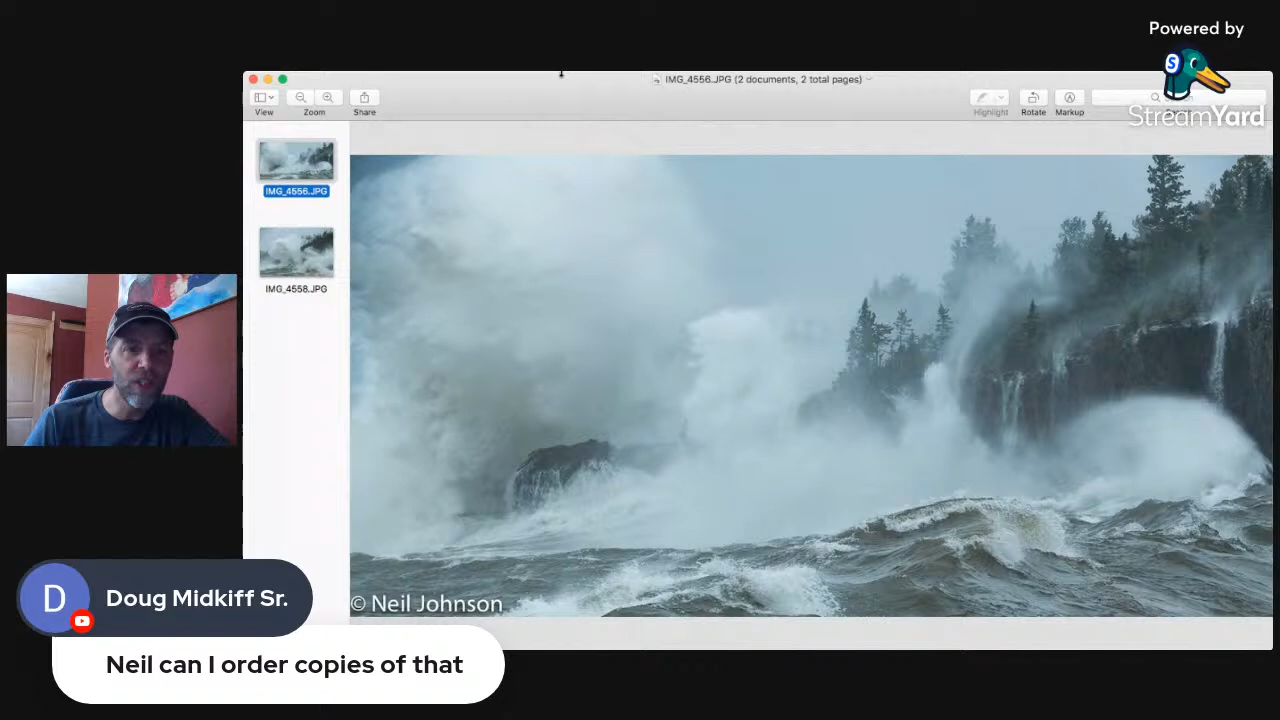 Powered by
StreamYard
IMG_4556.JPG (2 documents, 2 total pages)
View
Zoom
Share
Highlight
Rotate
Markup
S
IMG_4556.JPG
IMG_4558.JPG
© Neil Johnson
D
Doug Midkiff Sr.
Neil can I order copies of that